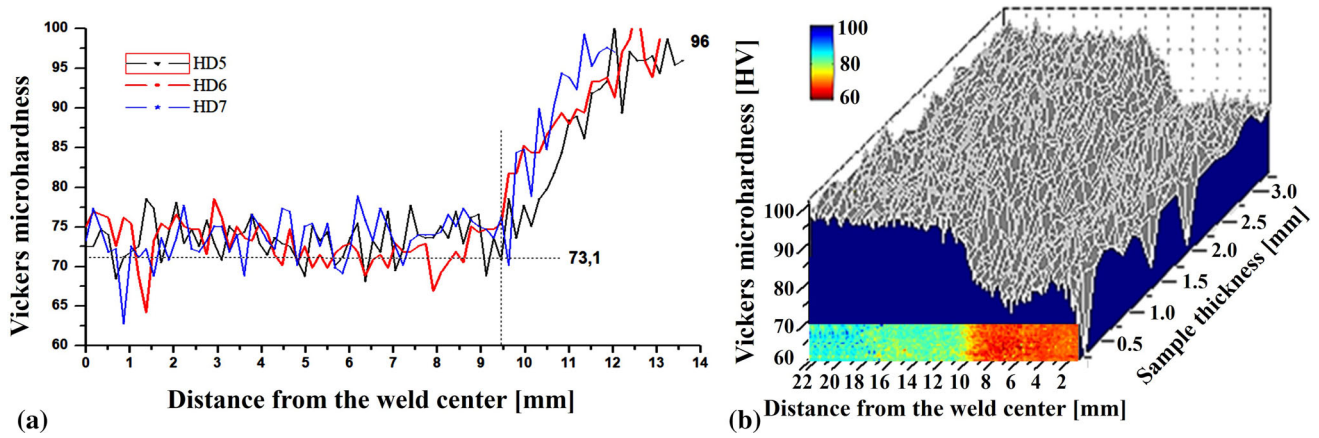 Vickers microhardness
100
95
90
85
80
75
70
65
60
HD5
HD6
HD7
96
73,1
0 1 2 3 4 5 6 7 8 9 10 11 12 13 14
Distance from the weld center [mm]
(a)
Vickers microhardness [HV]
100
80
60
100
90
80
70
60
22 20 18 16 14 12 10 8 6 4 2
Distance from the weld center [mm]
0.5
1.0
1.5
2.0
2.5
3.0
Sample thickness [mm]
(b)